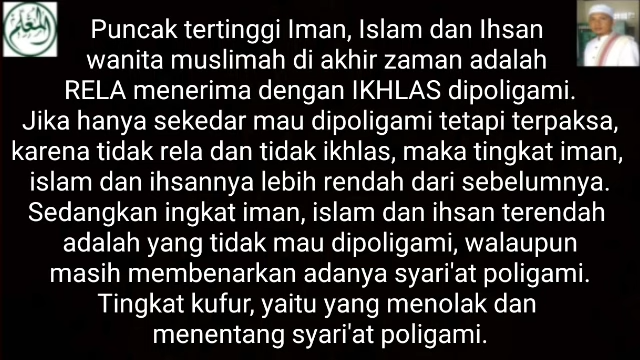 Puncak tertinggi Iman, Islam dan Ihsan
wanita muslimah di akhir zaman adalah
RELA menerima dengan IKHLAS dipoligami.
Jika hanya sekedar mau dipoligami tetapi terpaksa,
karena tidak rela dan tidak ikhlas, maka tingkat iman,
islam dan ihsannya lebih rendah dari sebelumnya.
Sedangkan ingkat iman, islam dan ihsan terendah
adalah yang tidak mau dipoligami, walaupun
masih membenarkan adanya syari'at poligami.
Tingkat kufur, yaitu yang menolak dan
menentang syari'at poligami.